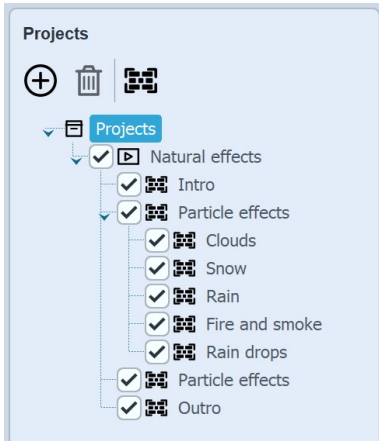 Projects
Projects
Natural effects
Intro
Particle effects
Clouds
Snow
Rain
Fire and smoke
Rain drops
Particle effects
Outro